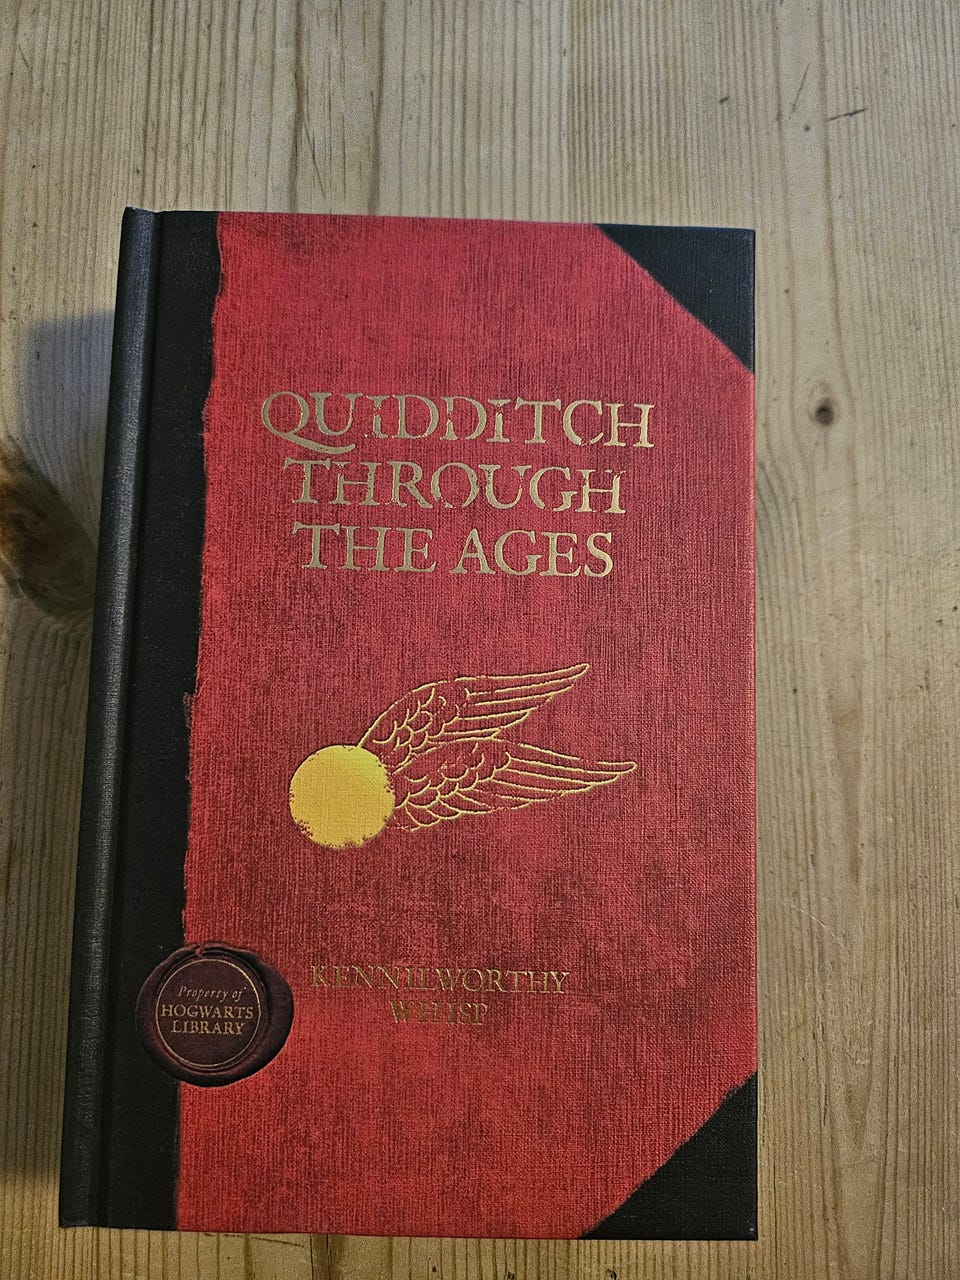 QUIDDITCH
THROUGH
THE AGES
KENNILWORTHY
WHISP
Property of
HOGWARTS
LIBRARY